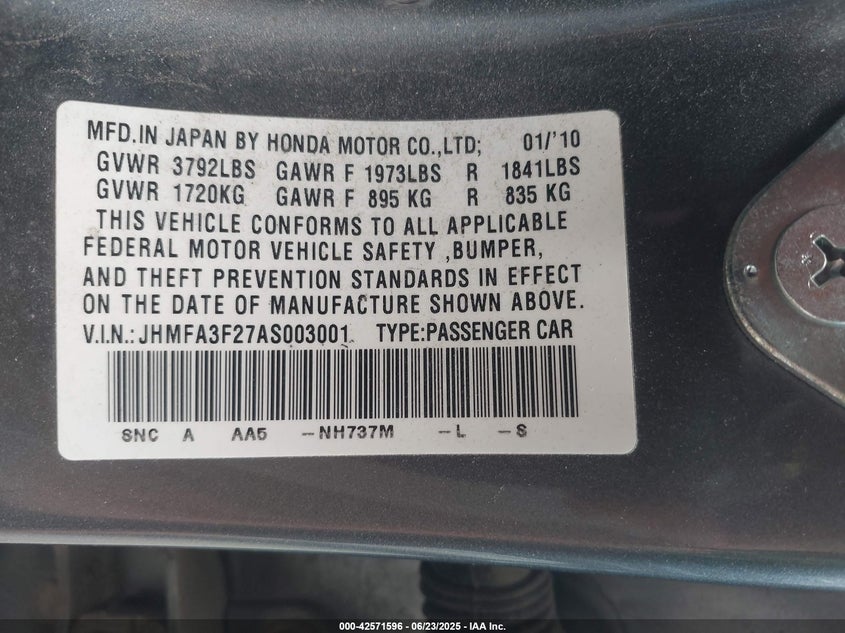 MFD.IN JAPAN BY HONDA MOTOR CO.,LTD; 01/'10
GVWR 3792LBS GAWR F 1973LBS R 1841LBS
GVWR 1720KG GAWR F 895 KG R 835 KG
THIS VEHICLE CONFORMS TO ALL APPLICABLE
FEDERAL MOTOR VEHICLE SAFETY ,BUMPER,
AND THEFT PREVENTION STANDARDS IN EFFECT
ON THE DATE OF MANUFACTURE SHOWN ABOVE.
V.I.N.: JHMFA3F27AS003001 TYPE:PASSENGER CAR
SNC A AA5 -NH737M -L -S
000-42571596 - 06/23/2025 - IAA Inc.